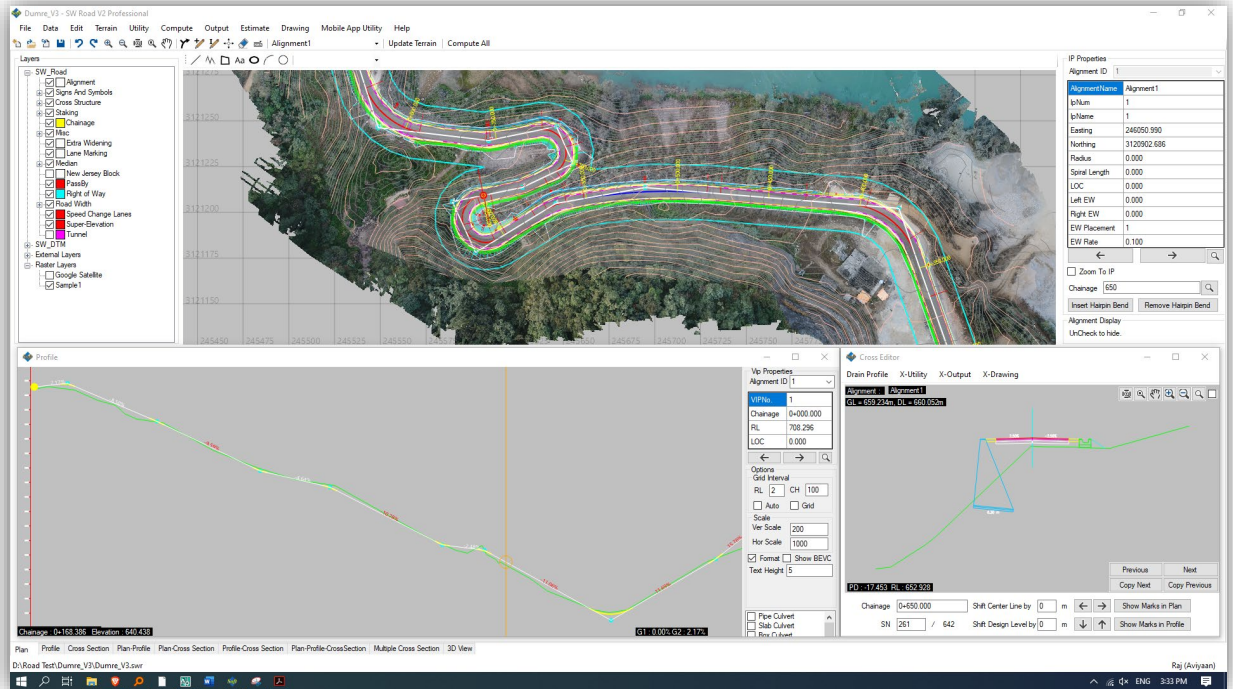 Dumre_V3 - SW Road V2 Professional
File Data Edit Terrain Utility Compute Output Estimate Drawing Mobile App Utility Help
Alignment1 Update Terrain Compute All
Layers
SW_Road
Alignment
Signs And Symbols
Cross Structure
Staking
Chainage
Misc
Extra Widening
Lane Marking
Median
New Jersey Block
PassBy
Right of Way
Road Width
Speed Change Lanes
Super-Elevation
Tunnel
SW_DTM
External Layers
Raster Layers
Google Satellite
Sample1
Aa
3121275
3121250
3121225
3121200
3121175
3121150
245450 245475 245500 245525 245550
245625 245650 245675 245700 245725 245750 245775 245800
IP Properties
Alignment ID 1
AlignmentName Alignment1
IpNum 1
IpName 1
Easting 246050.990
Northing 3120902.686
Radius 0.000
Spiral Length 0.000
LOC 0.000
Left EW 0.000
Right EW 0.000
EW Placement 1
EW Rate 0.100
Zoom To IP
Chainage 650
Insert Hairpin Bend Remove Hairpin Bend
Alignment Display
UnCheck to hide.
Profile
Chainage : 0+168.386 Elevation : 640.438
G1 : 0.00% G2 : 2.17%
Vip Properties
Alignment ID 1
VIPNo. 1
Chainage 0+000.000
RL 708.296
LOC 0.000
Options
Grid Interval
RL 2 CH 100
Auto Grid
Scale
Ver Scale 200
Hor Scale 1000
Format Show BEVC
Text Height 5
Pipe Culvert
Slab Culvert
Box Culvert
Cross Editor
Drain Profile X-Utility X-Output X-Drawing
Alignment : Alignment1
GL = 659.234m, DL = 660.052m
PD : -17.453 RL : 652.928
Previous Next
Copy Next Copy Previous
Chainage 0+650.000 Shift Center Line by 0 m Show Marks in Plan
SN 261 / 642 Shift Design Level by 0 m Show Marks in Profile
Plan Profile Cross Section Plan-Profile Plan-Cross Section Profile-Cross Section Plan-Profile-CrossSection Multiple Cross Section 3D View
D:\Road Test\Dumre_V3\Dumre_V3.swr
Raj (Aviyaan)
ENG 3:33 PM